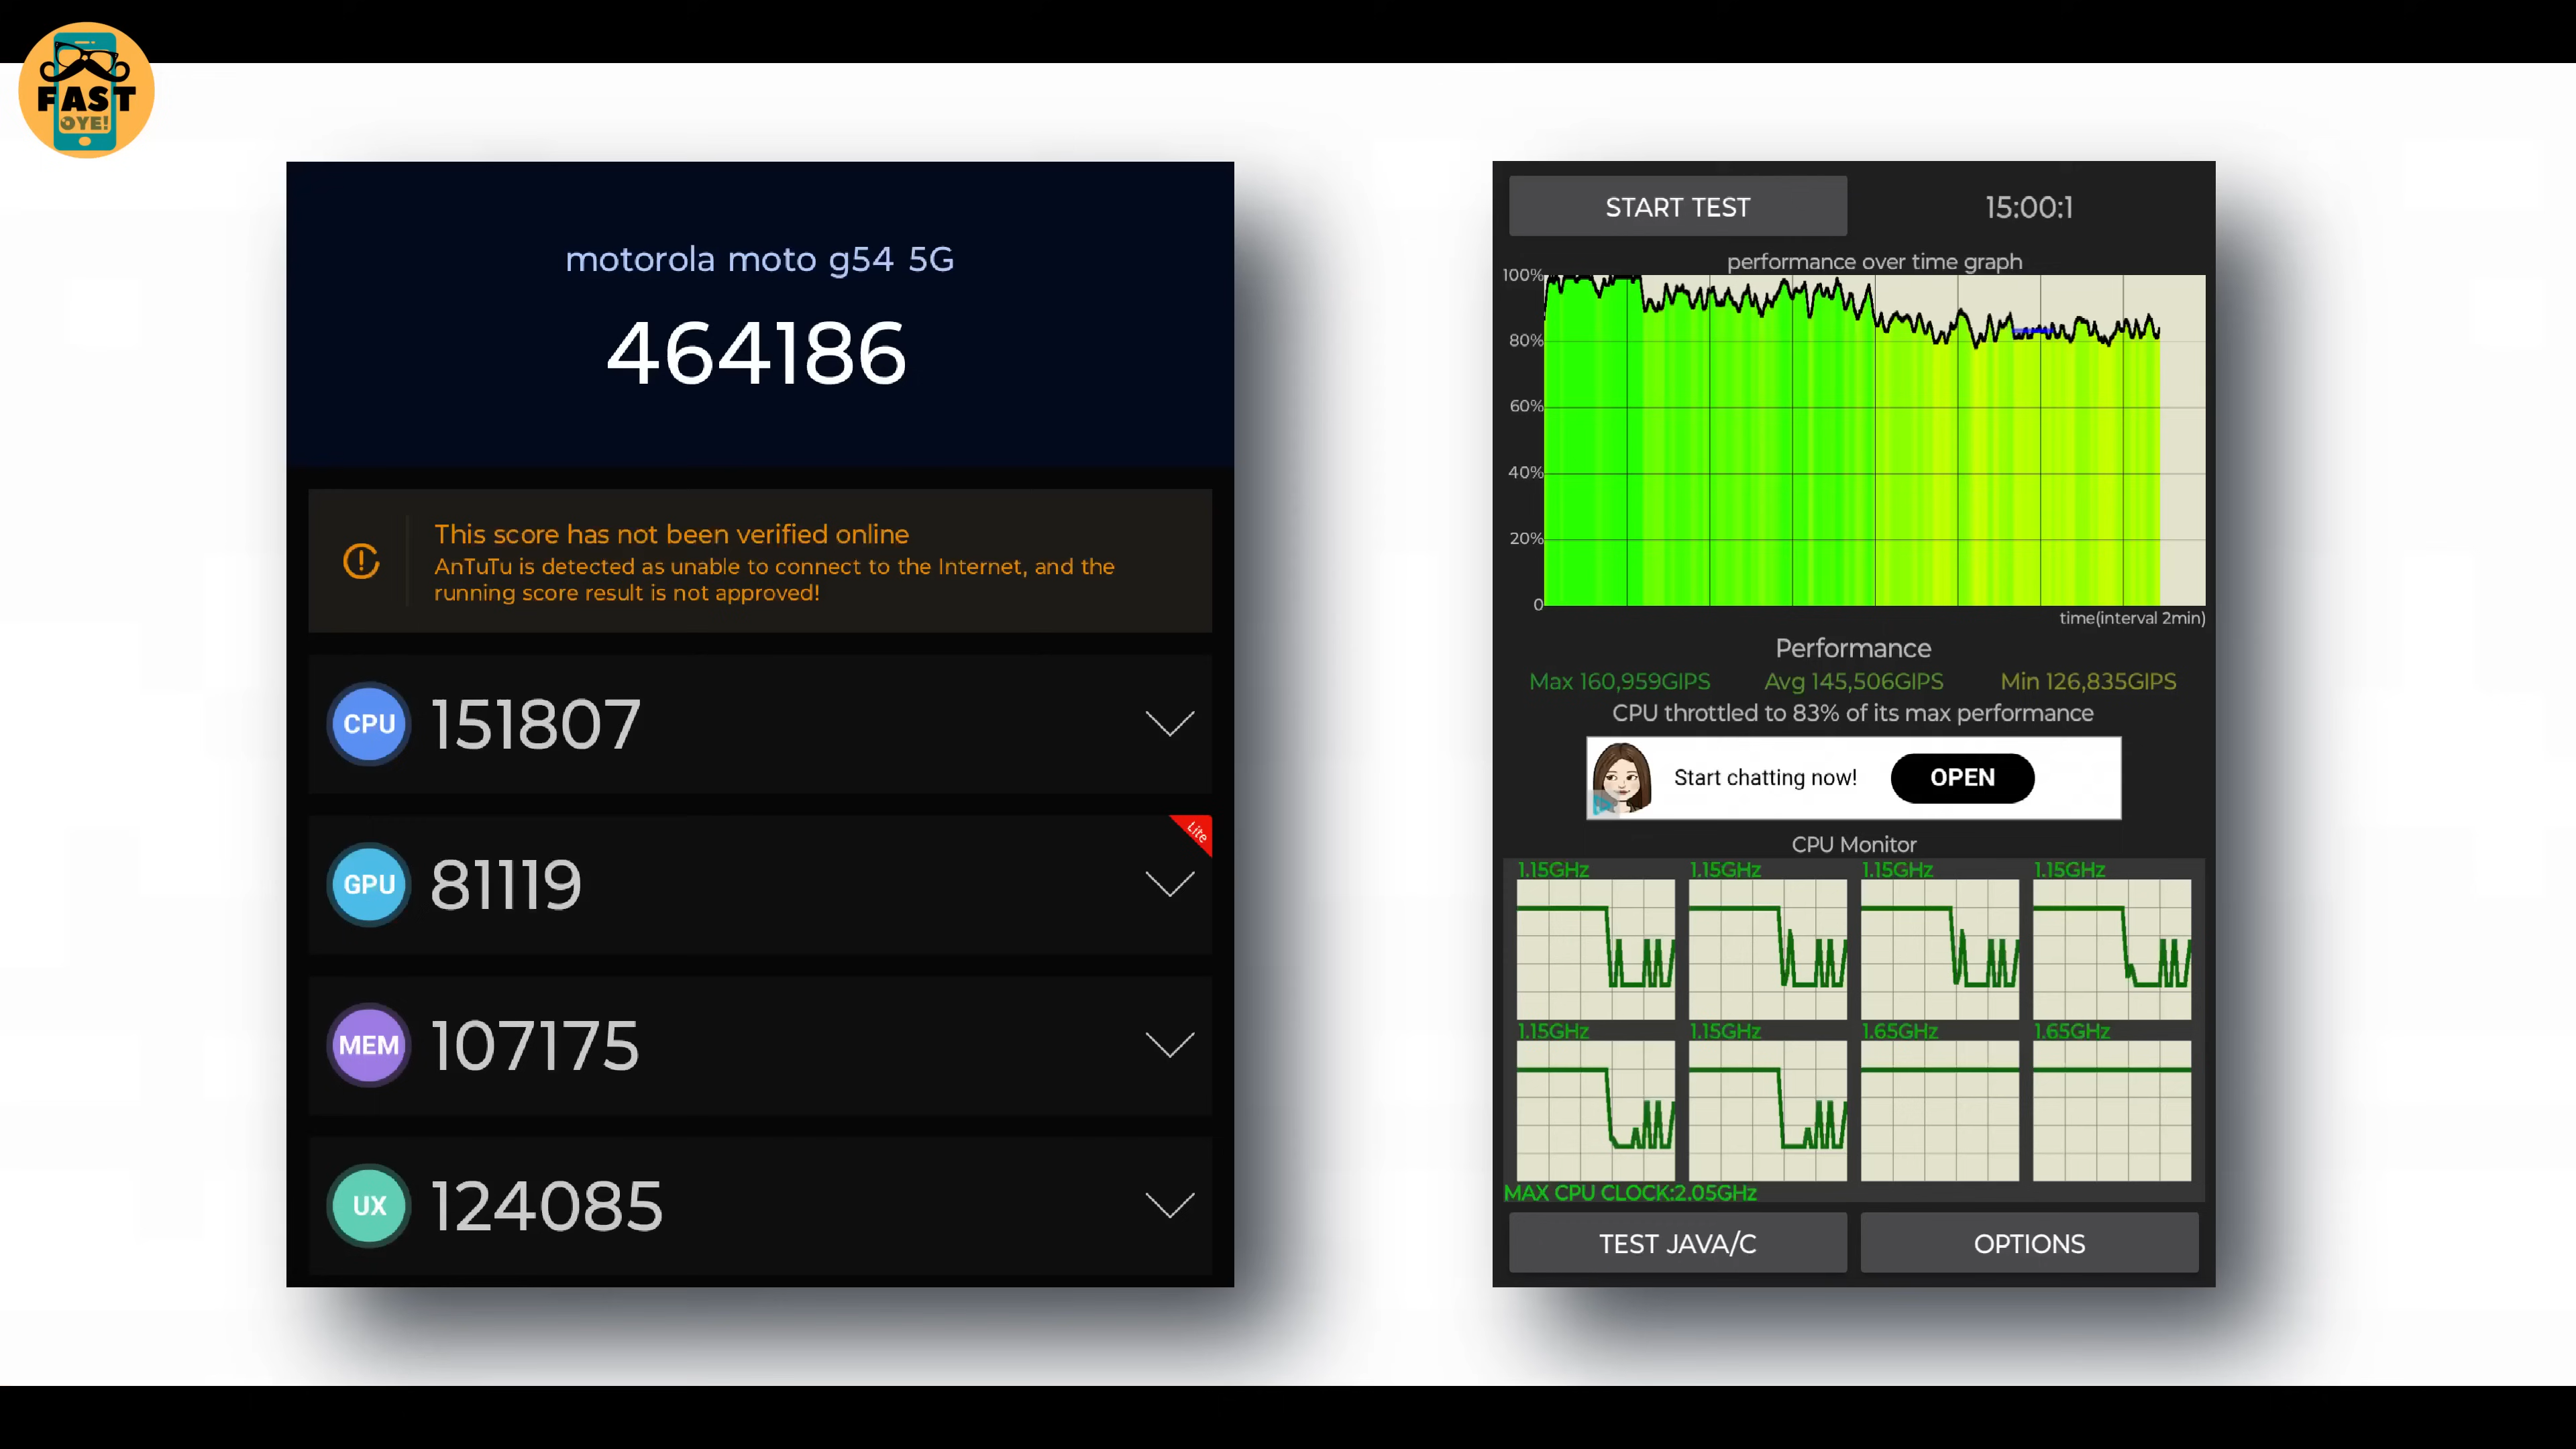 FAST
OYE!
motorola moto g54 5G
464186
This score has not been verified online
AnTuTu is detected as unable to connect to the Internet, and the
running score result is not approved!
CPU 151807
Lite
GPU 81119
MEM 107175
UX 124085
START TEST 15:00:1
performance over time graph
100%
80%
60%
40%
20%
0
time(interval 2min)
Performance
Max 160,959GIPS Avg 145,506GIPS Min 126,835GIPS
CPU throttled to 83% of its max performance
Start chatting now! OPEN
CPU Monitor
1.15GHz 1.15GHz 1.15GHz 1.15GHz
1.15GHz 1.15GHz 1.65GHz 1.65GHz
MAX CPU CLOCK:2.05GHz
TEST JAVA/C OPTIONS